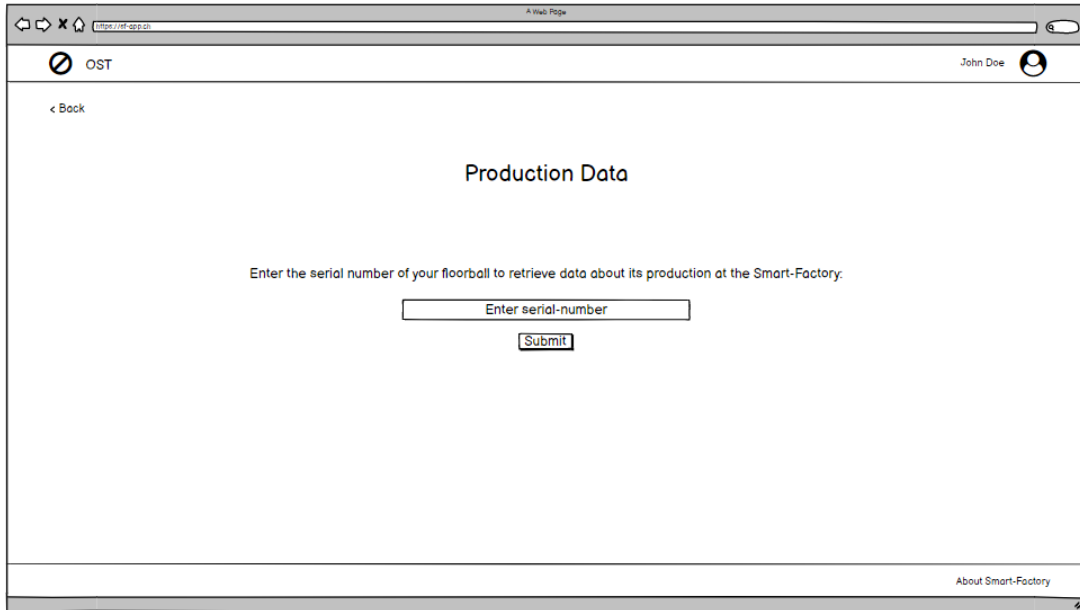 A Web Page
https://sf-app.ch
OST
John Doe
< Back
Production Data
Enter the serial number of your floorball to retrieve data about its production at the Smart-Factory:
Enter serial-number
Submit
About Smart-Factory